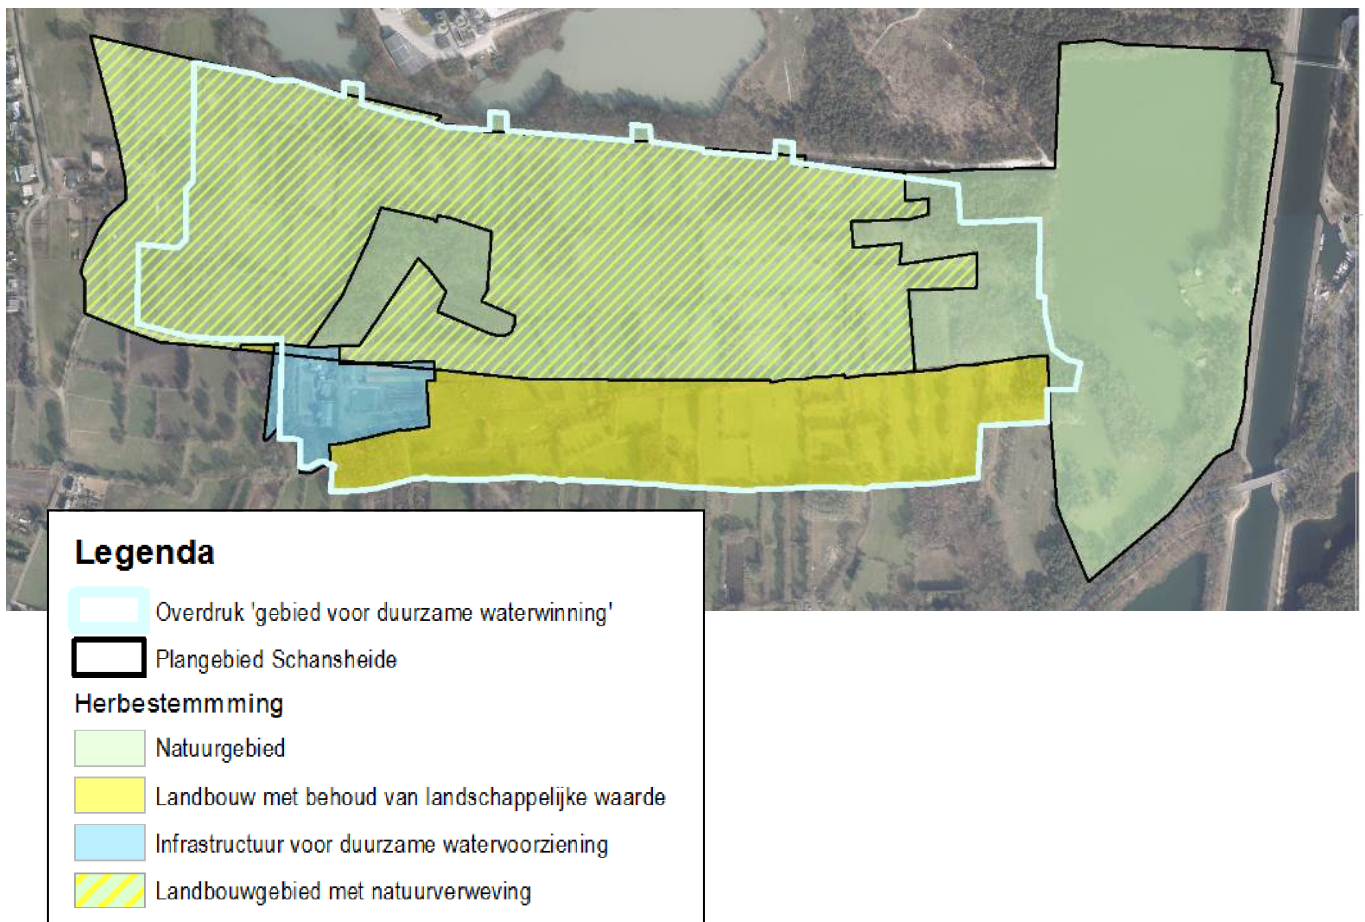 Legenda
Overdruk 'gebied voor duurzame waterwinning'
Plangebied Schansheide
Herbestemmming
Natuurgebied
Landbouw met behoud van landschappelijke waarde
Infrastructuur voor duurzame watervoorziening
Landbouwgebied met natuurverweving